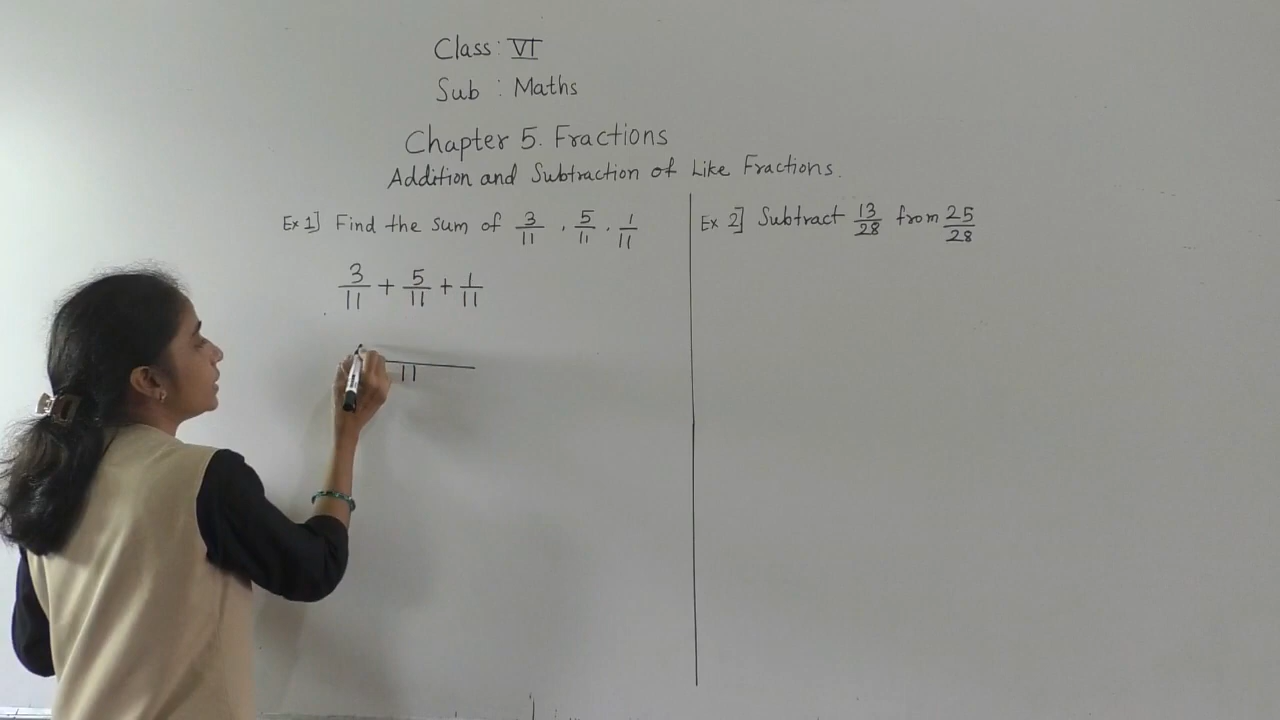 Class : VI
Sub : Maths
Chapter 5. Fractions
Addition and Subtraction of Like Fractions.
Ex 1] Find the sum of 3/11 , 5/11 , 1/11
3/11 + 5/11 + 1/11
11
Ex 2] Subtract 13/28 from 25/28